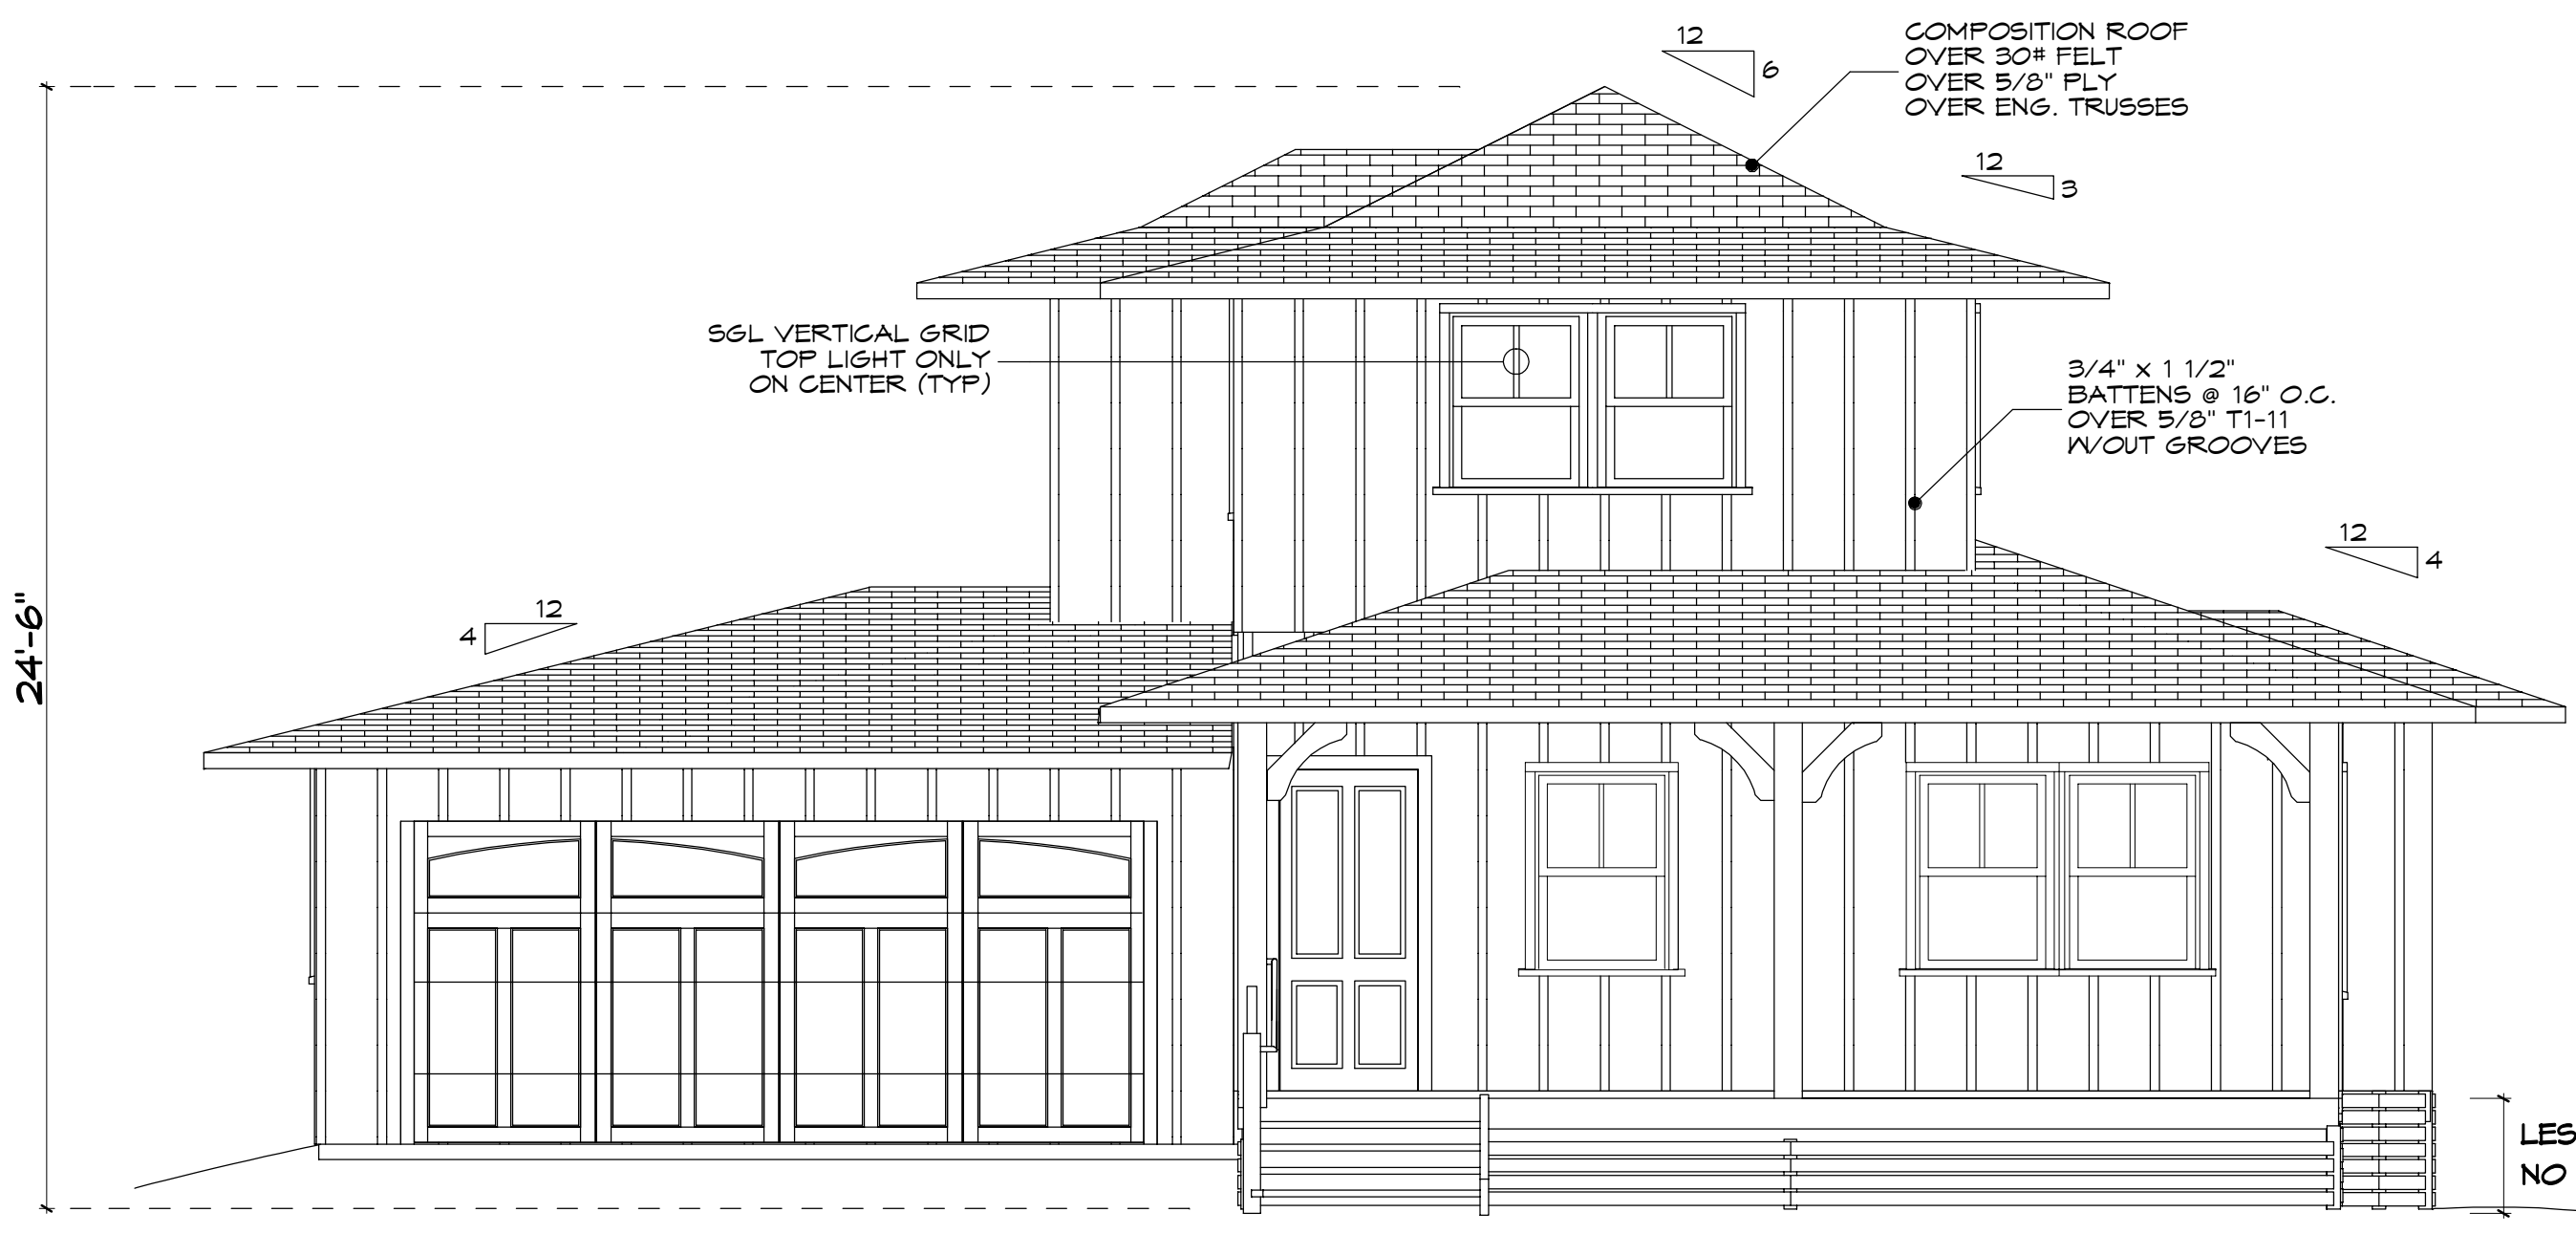 12
6
COMPOSITION ROOF
OVER 30# FELT
OVER 5/8" PLY
OVER ENG. TRUSSES
12
3
SGL VERTICAL GRID
TOP LIGHT ONLY
ON CENTER (TYP)
3/4" x 1 1/2"
BATTENS @ 16" O.C.
OVER 5/8" T1-11
W/OUT GROOVES
12
4
12
4
24'-6"
LES
NO